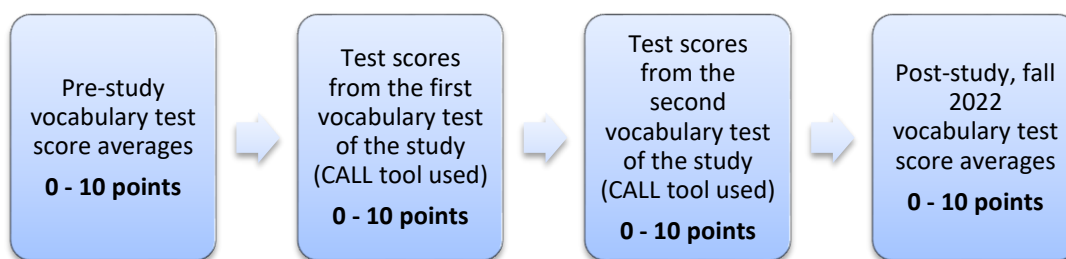 Pre-study
vocabulary test
score averages
0 - 10 points
Test scores
from the first
vocabulary test
of the study
(CALL tool used)
0 - 10 points
Test scores
from the
second
vocabulary test
of the study
(CALL tool used)
0 - 10 points
Post-study, fall
2022
vocabulary test
score averages
0 - 10 points